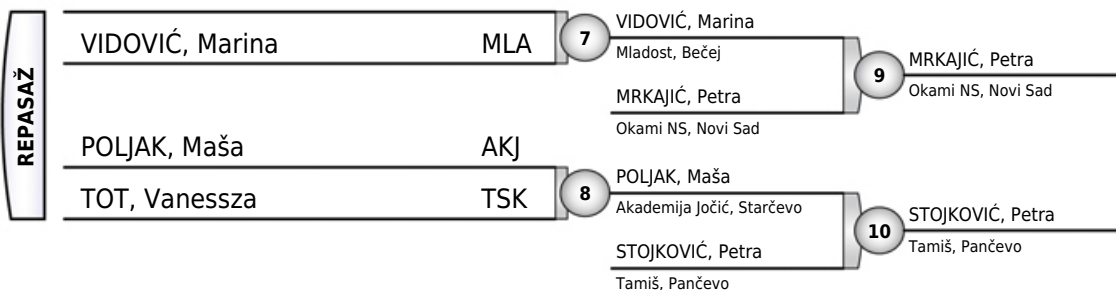 REPASAŽ
VIDOVIĆ, Marina MLA
POLJAK, Maša AKJ
TOT, Vanessza TSK
7
8
VIDOVIĆ, Marina
Mladost, Bečej
MRKAJIĆ, Petra
Okami NS, Novi Sad
POLJAK, Maša
Akademija Jočić, Starčevo
STOJKOVIĆ, Petra
Tamiš, Pančevo
9
10
MRKAJIĆ, Petra
Okami NS, Novi Sad
STOJKOVIĆ, Petra
Tamiš, Pančevo